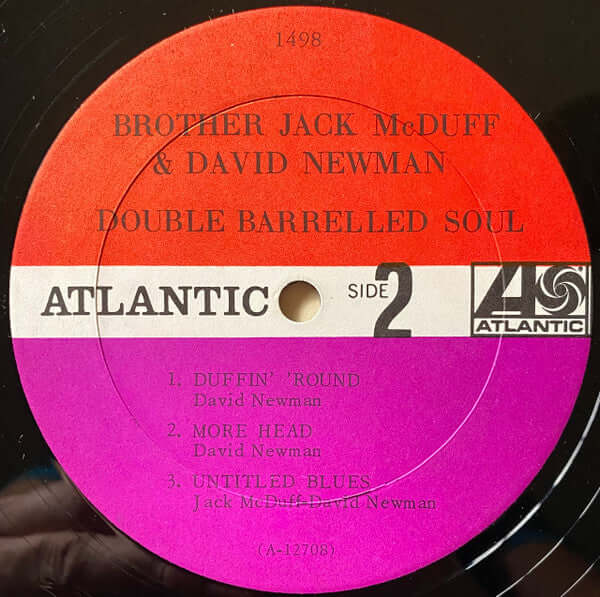 1498
BROTHER JACK McDUFF
& DAVID NEWMAN
DOUBLE BARRELLED SOUL
ATLANTIC
SIDE 2
ATLANTIC
1. DUFFIN' 'ROUND
David Newman
2. MORE HEAD
David Newman
3. UNTITLED BLUES
Jack McDuff-David Newman
(A-12708)